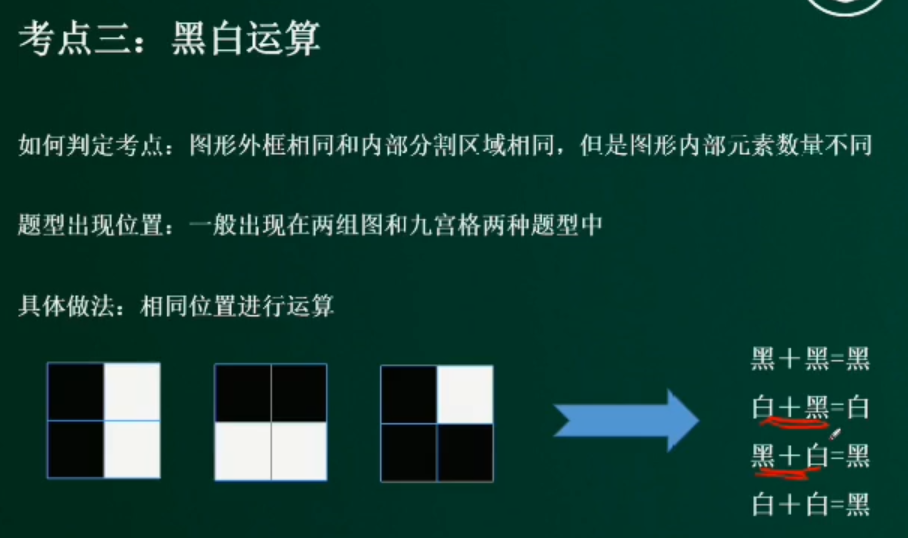 考点三：黑白运算
如何判定考点：图形外框相同和内部分割区域相同，但是图形内部元素数量不同
题型出现位置：一般出现在两组图和九宫格两种题型中
具体做法：相同位置进行运算
黑＋黑=黑
白＋黑=白
黑＋白=黑
白＋白=黑